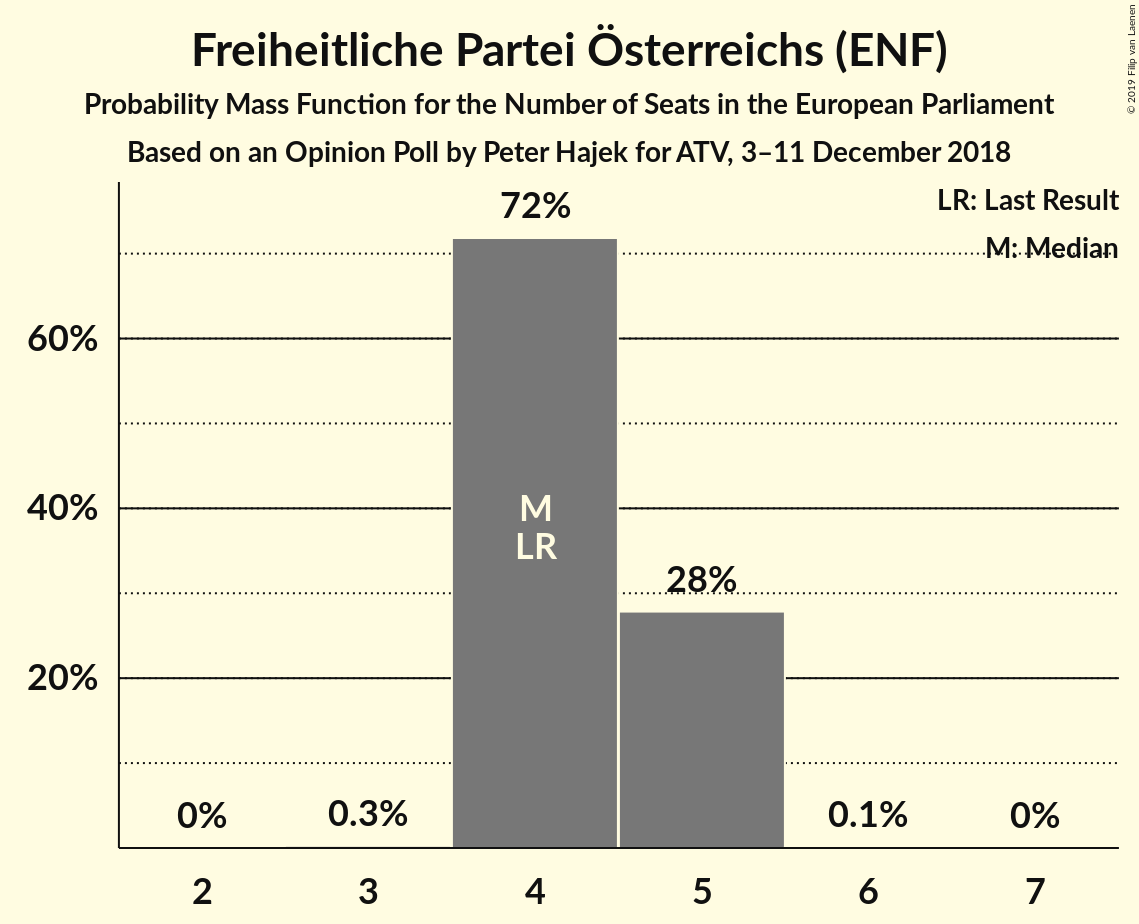 Freiheitliche Partei Österreichs (ENF)
Probability Mass Function for the Number of Seats in the European Parliament
Based on an Opinion Poll by Peter Hajek for ATV, 3–11 December 2018
© 2019 Filip van Laenen
LR: Last Result
M: Median
72%
60%
40%
20%
M
LR
28%
0%
0.3%
0.1%
0%
2 3 4 5 6 7